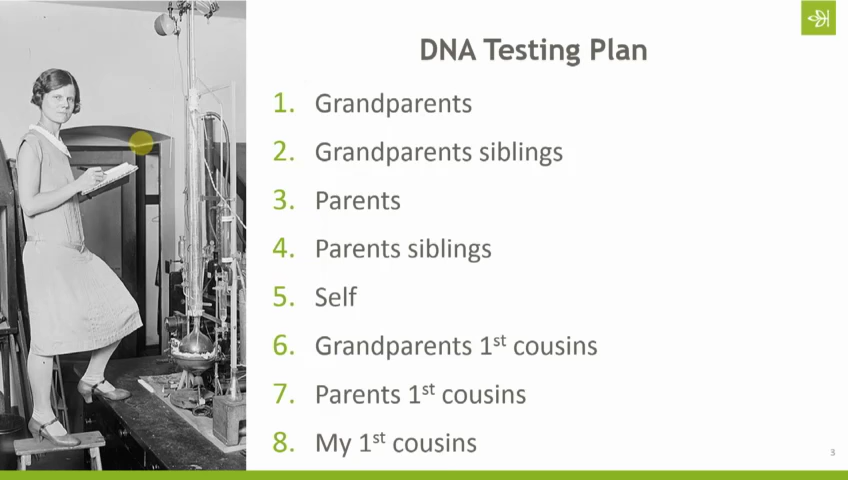 DNA Testing Plan
1. Grandparents
2. Grandparents siblings
3. Parents
4. Parents siblings
5. Self
6. Grandparents 1st cousins
7. Parents 1st cousins
8. My 1st cousins
3